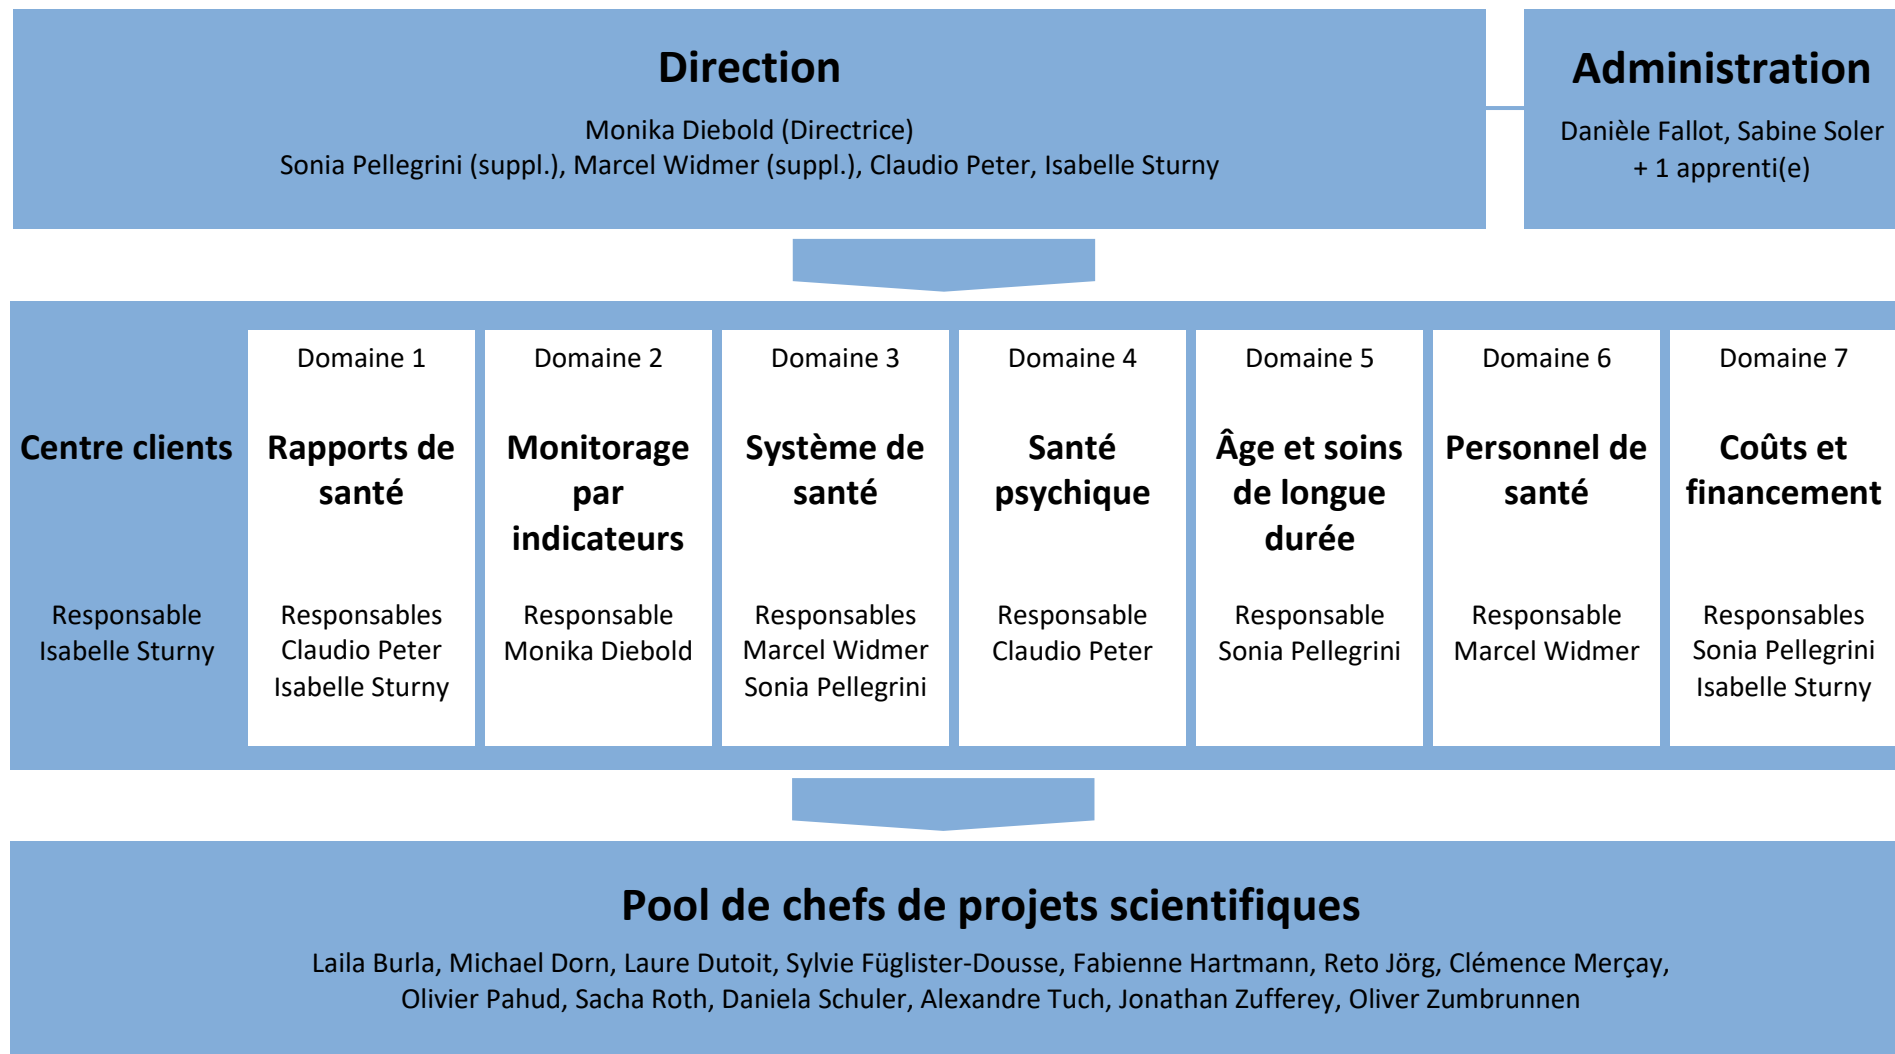 Direction
Monika Diebold (Directrice)
Sonia Pellegrini (suppl.), Marcel Widmer (suppl.), Claudio Peter, Isabelle Sturny
Administration
Danièle Fallot, Sabine Soler
+ 1 apprenti(e)
Centre clients
Responsable
Isabelle Sturny
Domaine 1
Rapports de
santé
Responsables
Claudio Peter
Isabelle Sturny
Domaine 2
Monitorage
par
indicateurs
Responsable
Monika Diebold
Domaine 3
Système de
santé
Responsables
Marcel Widmer
Sonia Pellegrini
Domaine 4
Santé
psychique
Responsable
Claudio Peter
Domaine 5
Âge et soins
de longue
durée
Responsable
Sonia Pellegrini
Domaine 6
Personnel de
santé
Responsable
Marcel Widmer
Domaine 7
Coûts et
financement
Responsables
Sonia Pellegrini
Isabelle Sturny
Pool de chefs de projets scientifiques
Laila Burla, Michael Dorn, Laure Dutoit, Sylvie Füglister-Dousse, Fabienne Hartmann, Reto Jörg, Clémence Merçay,
Olivier Pahud, Sacha Roth, Daniela Schuler, Alexandre Tuch, Jonathan Zufferey, Oliver Zumbrunnen